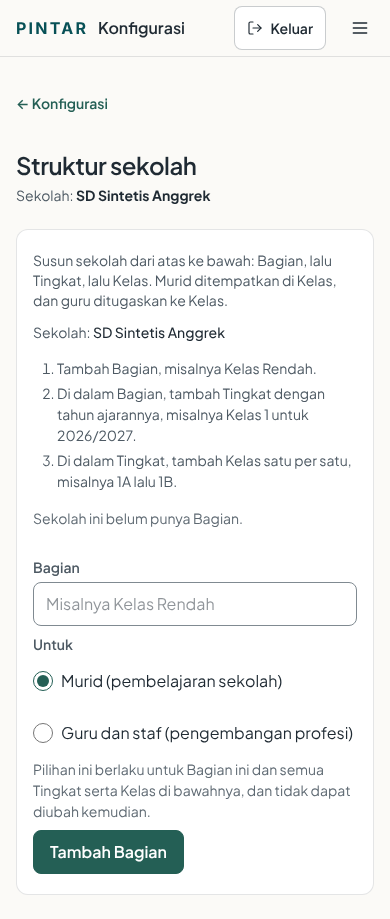 PINTAR Konfigurasi Keluar
← Konfigurasi
Struktur sekolah
Sekolah: SD Sintetis Anggrek
Susun sekolah dari atas ke bawah: Bagian, lalu
Tingkat, lalu Kelas. Murid ditempatkan di Kelas,
dan guru ditugaskan ke Kelas.
Sekolah: SD Sintetis Anggrek
1. Tambah Bagian, misalnya Kelas Rendah.
2. Di dalam Bagian, tambah Tingkat dengan
tahun ajarannya, misalnya Kelas 1 untuk
2026/2027.
3. Di dalam Tingkat, tambah Kelas satu per satu,
misalnya 1A lalu 1B.
Sekolah ini belum punya Bagian.
Bagian
Misalnya Kelas Rendah
Untuk
Murid (pembelajaran sekolah)
Guru dan staf (pengembangan profesi)
Pilihan ini berlaku untuk Bagian ini dan semua
Tingkat serta Kelas di bawahnya, dan tidak dapat
diubah kemudian.
Tambah Bagian